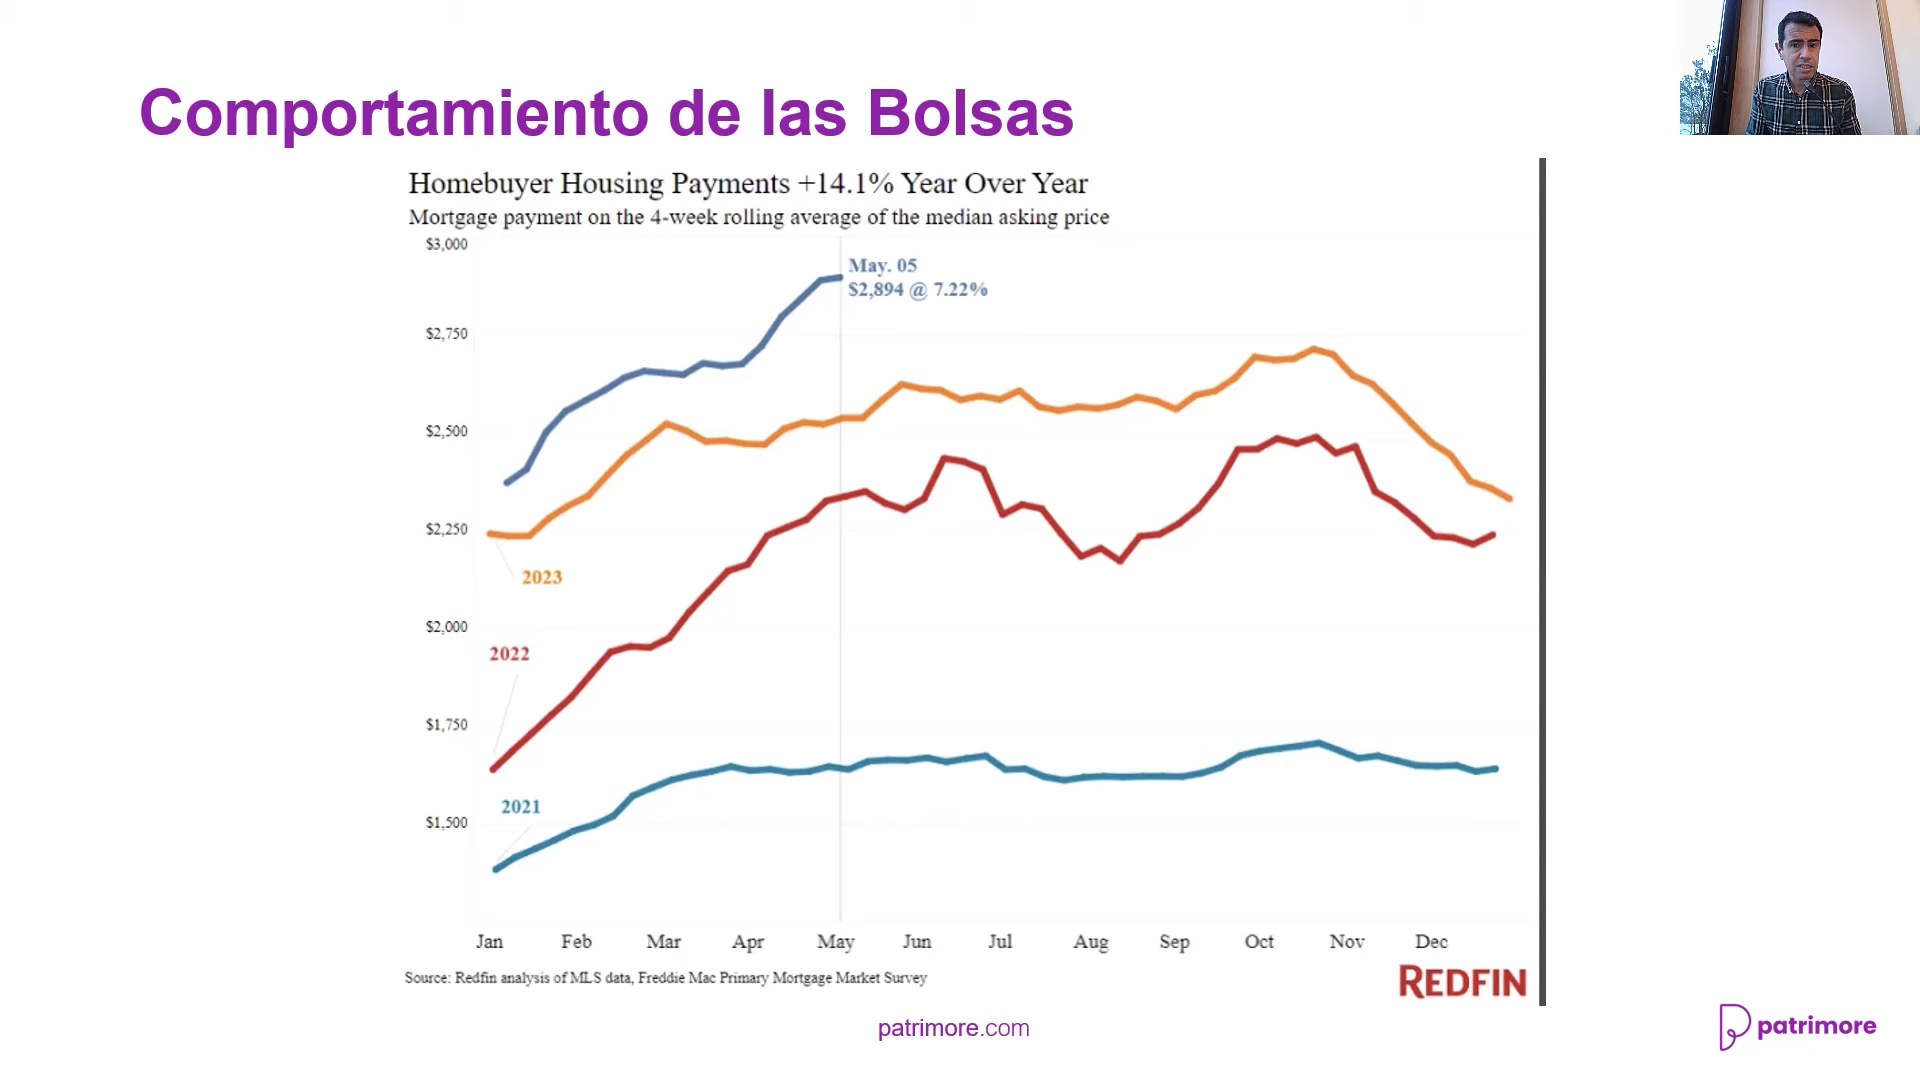 Comportamiento de las Bolsas
Homebuyer Housing Payments +14.1% Year Over Year
Mortgage payment on the 4-week rolling average of the median asking price
$3,000
May. 05
$2,894 @ 7.22%
$2,750
$2,500
$2,250
2023
$2,000
2022
$1,750
2021
$1,500
Jan Feb Mar Apr May Jun Jul Aug Sep Oct Nov Dec
Source: Redfin analysis of MLS data, Freddie Mac Primary Mortgage Market Survey
REDFIN
patrimore.com
patrimore